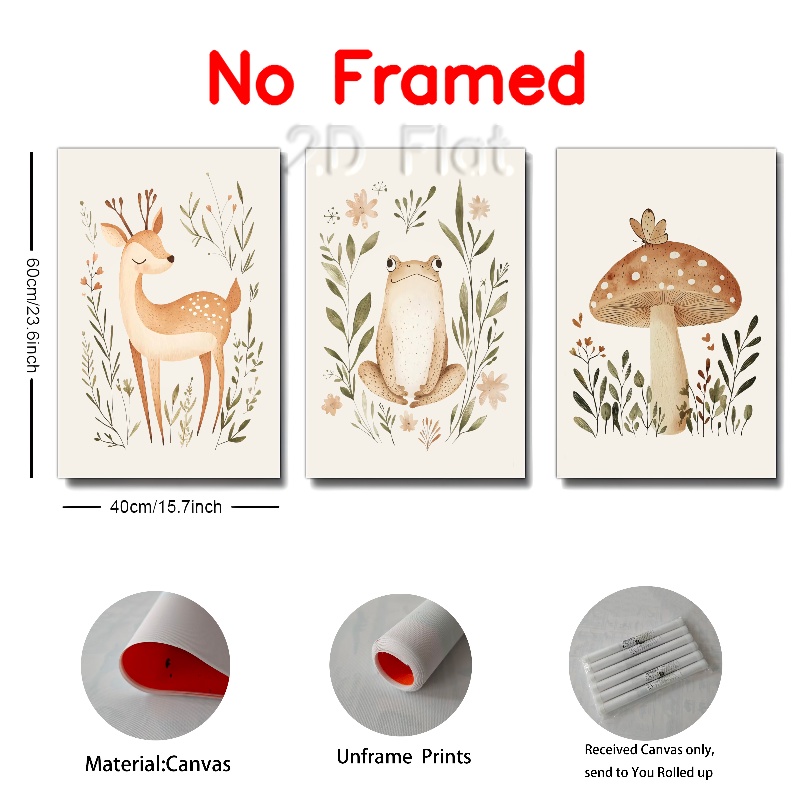 No Framed
2D Flat
60cm/23.6inch
40cm/15.7inch
Material:Canvas
Unframe Prints
Received Canvas only,
send to You Rolled up